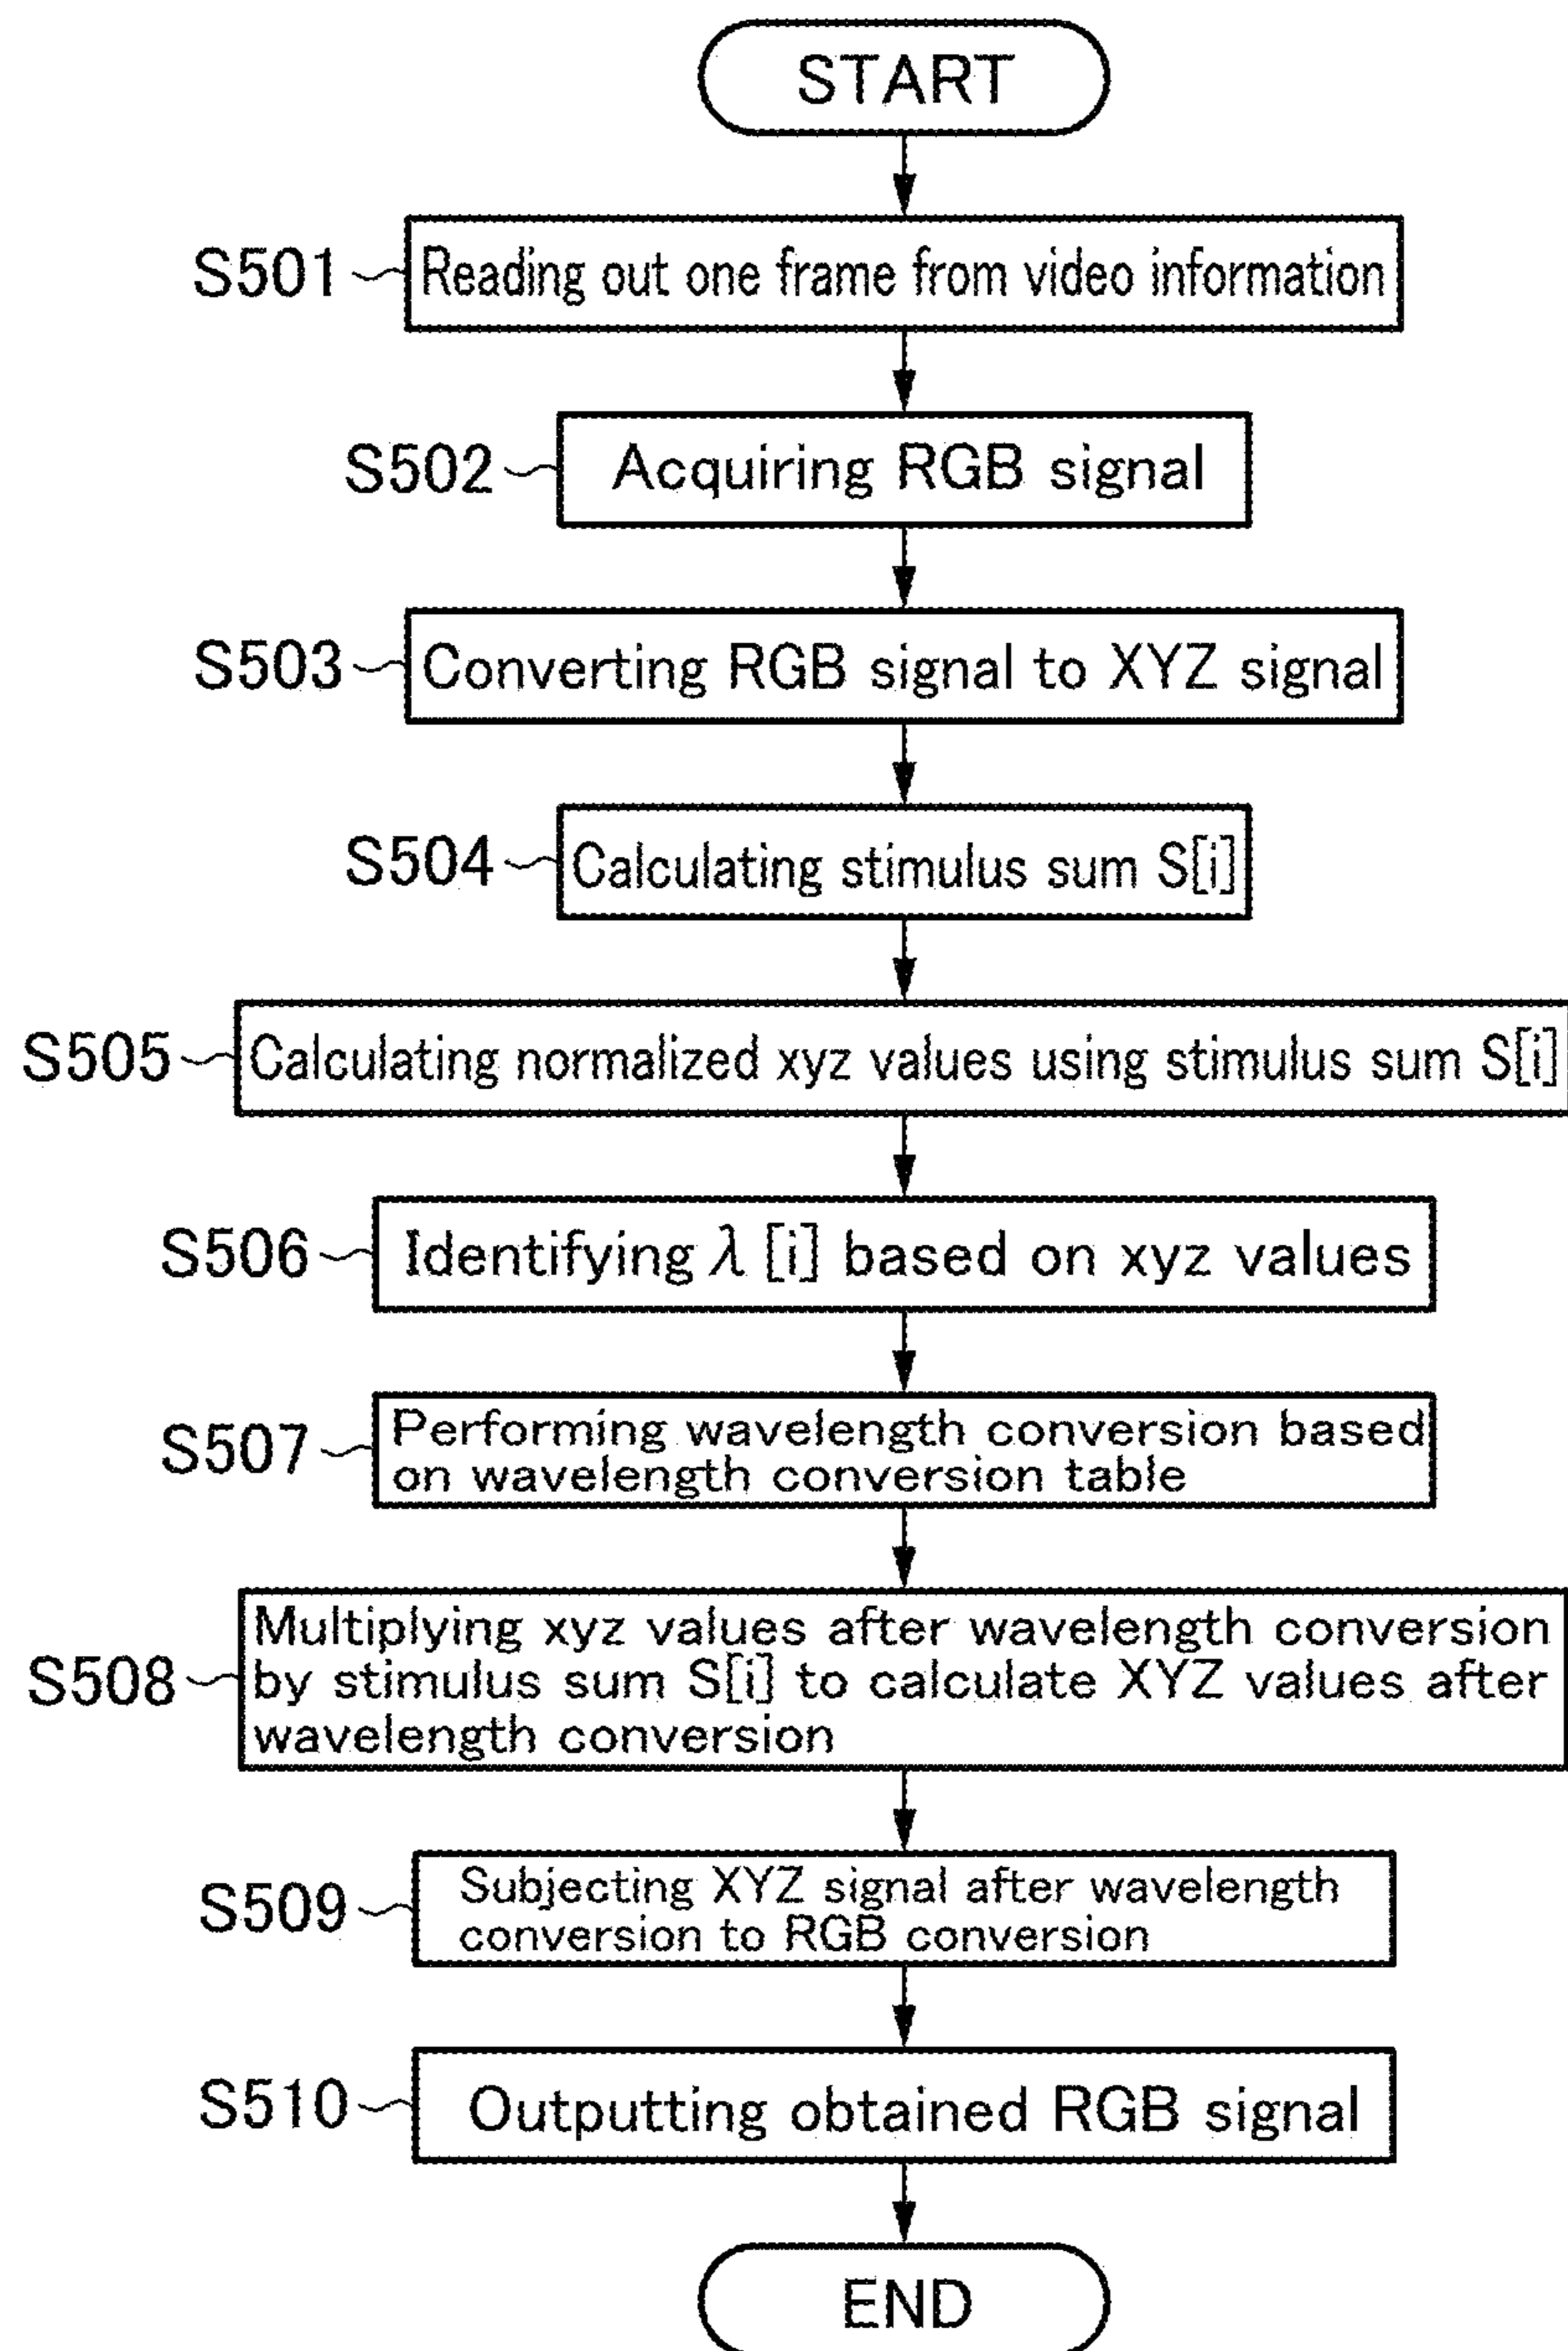 START
S501
Reading out one frame from video information
S502
Acquiring RGB signal
S503
Converting RGB signal to XYZ signal
S504
Calculating stimulus sum S[i]
S505
Calculating normalized xyz values using stimulus sum S[i]
S506
Identifying λ [i] based on xyz values
S507
Performing wavelength conversion based
on wavelength conversion table
S508
Multiplying xyz values after wavelength conversion
by stimulus sum S[i] to calculate XYZ values after
wavelength conversion
S509
Subjecting XYZ signal after wavelength
conversion to RGB conversion
S510
Outputting obtained RGB signal
END